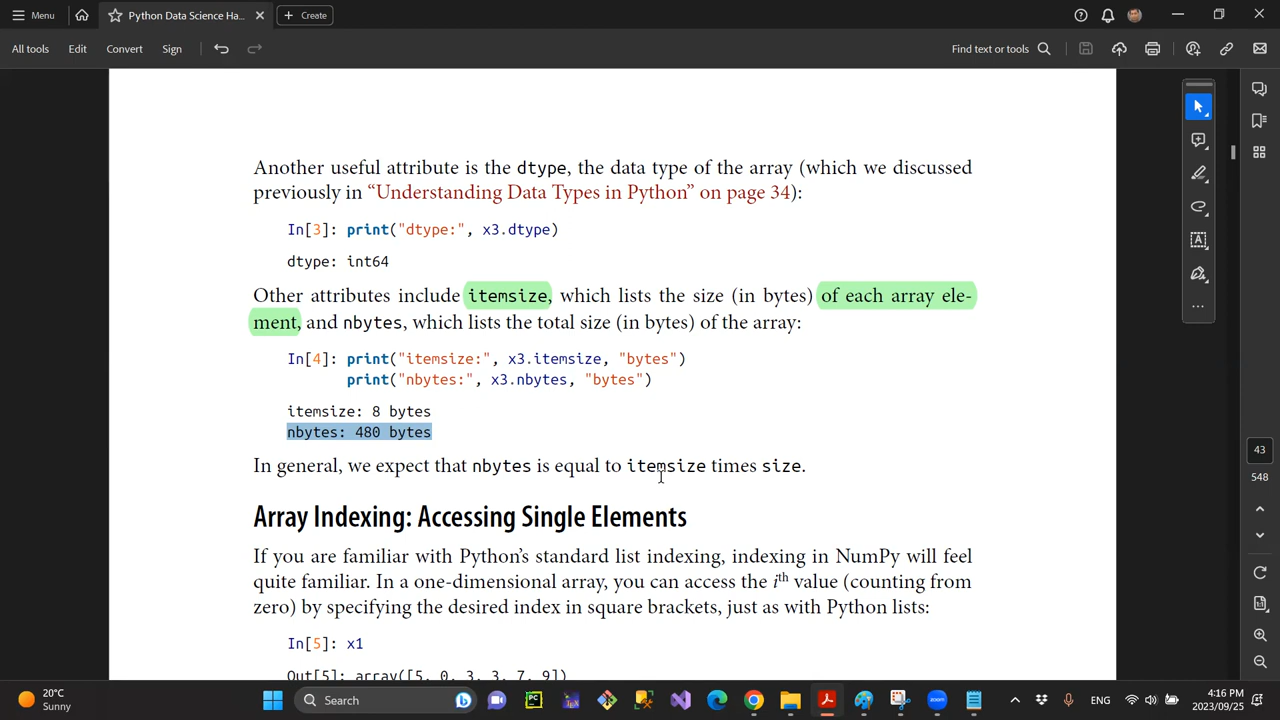 Menu
Python Data Science Ha...
Create
All tools
Edit
Convert
Sign
Find text or tools
Another useful attribute is the dtype, the data type of the array (which we discussed
previously in “Understanding Data Types in Python” on page 34):
In[3]: print("dtype:", x3.dtype)
dtype: int64
Other attributes include itemsize, which lists the size (in bytes) of each array ele-
ment, and nbytes, which lists the total size (in bytes) of the array:
In[4]: print("itemsize:", x3.itemsize, "bytes")
print("nbytes:", x3.nbytes, "bytes")
itemsize: 8 bytes
nbytes: 480 bytes
In general, we expect that nbytes is equal to itemsize times size.
Array Indexing: Accessing Single Elements
If you are familiar with Python’s standard list indexing, indexing in NumPy will feel
quite familiar. In a one-dimensional array, you can access the ith value (counting from
zero) by specifying the desired index in square brackets, just as with Python lists:
In[5]: x1
Out[5]: array([5, 0, 3, 3, 7, 9])
43
548
20°C
Sunny
Search
ENG
4:16 PM
2023/09/25